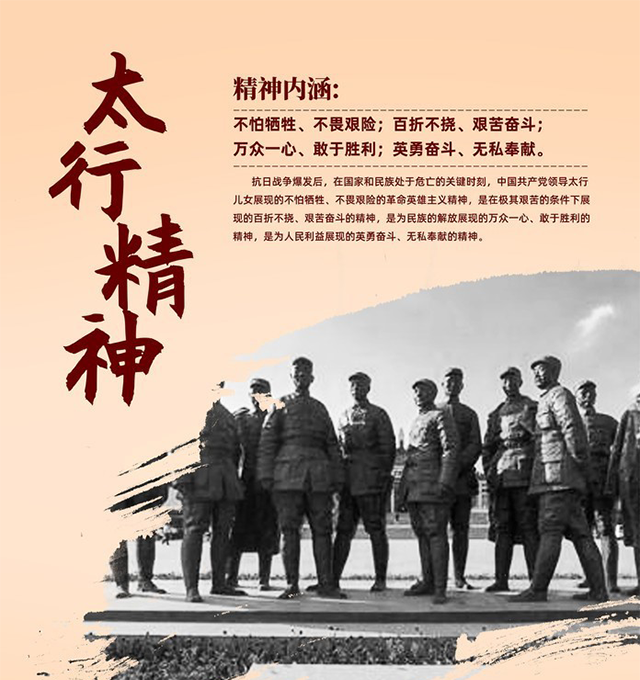 太行精神
精神内涵:
不怕牺牲、不畏艰险；百折不挠、艰苦奋斗；
万众一心、敢于胜利；英勇奋斗、无私奉献。
抗日战争爆发后，在国家和民族处于危亡的关键时刻，中国共产党领导太行
儿女展现的不怕牺牲、不畏艰险的革命英雄主义精神，是在极其艰苦的条件下展
现的百折不挠、艰苦奋斗的精神，是为民族的解放展现的万众一心、敢于胜利的
精神，是为人民利益展现的英勇奋斗、无私奉献的精神。